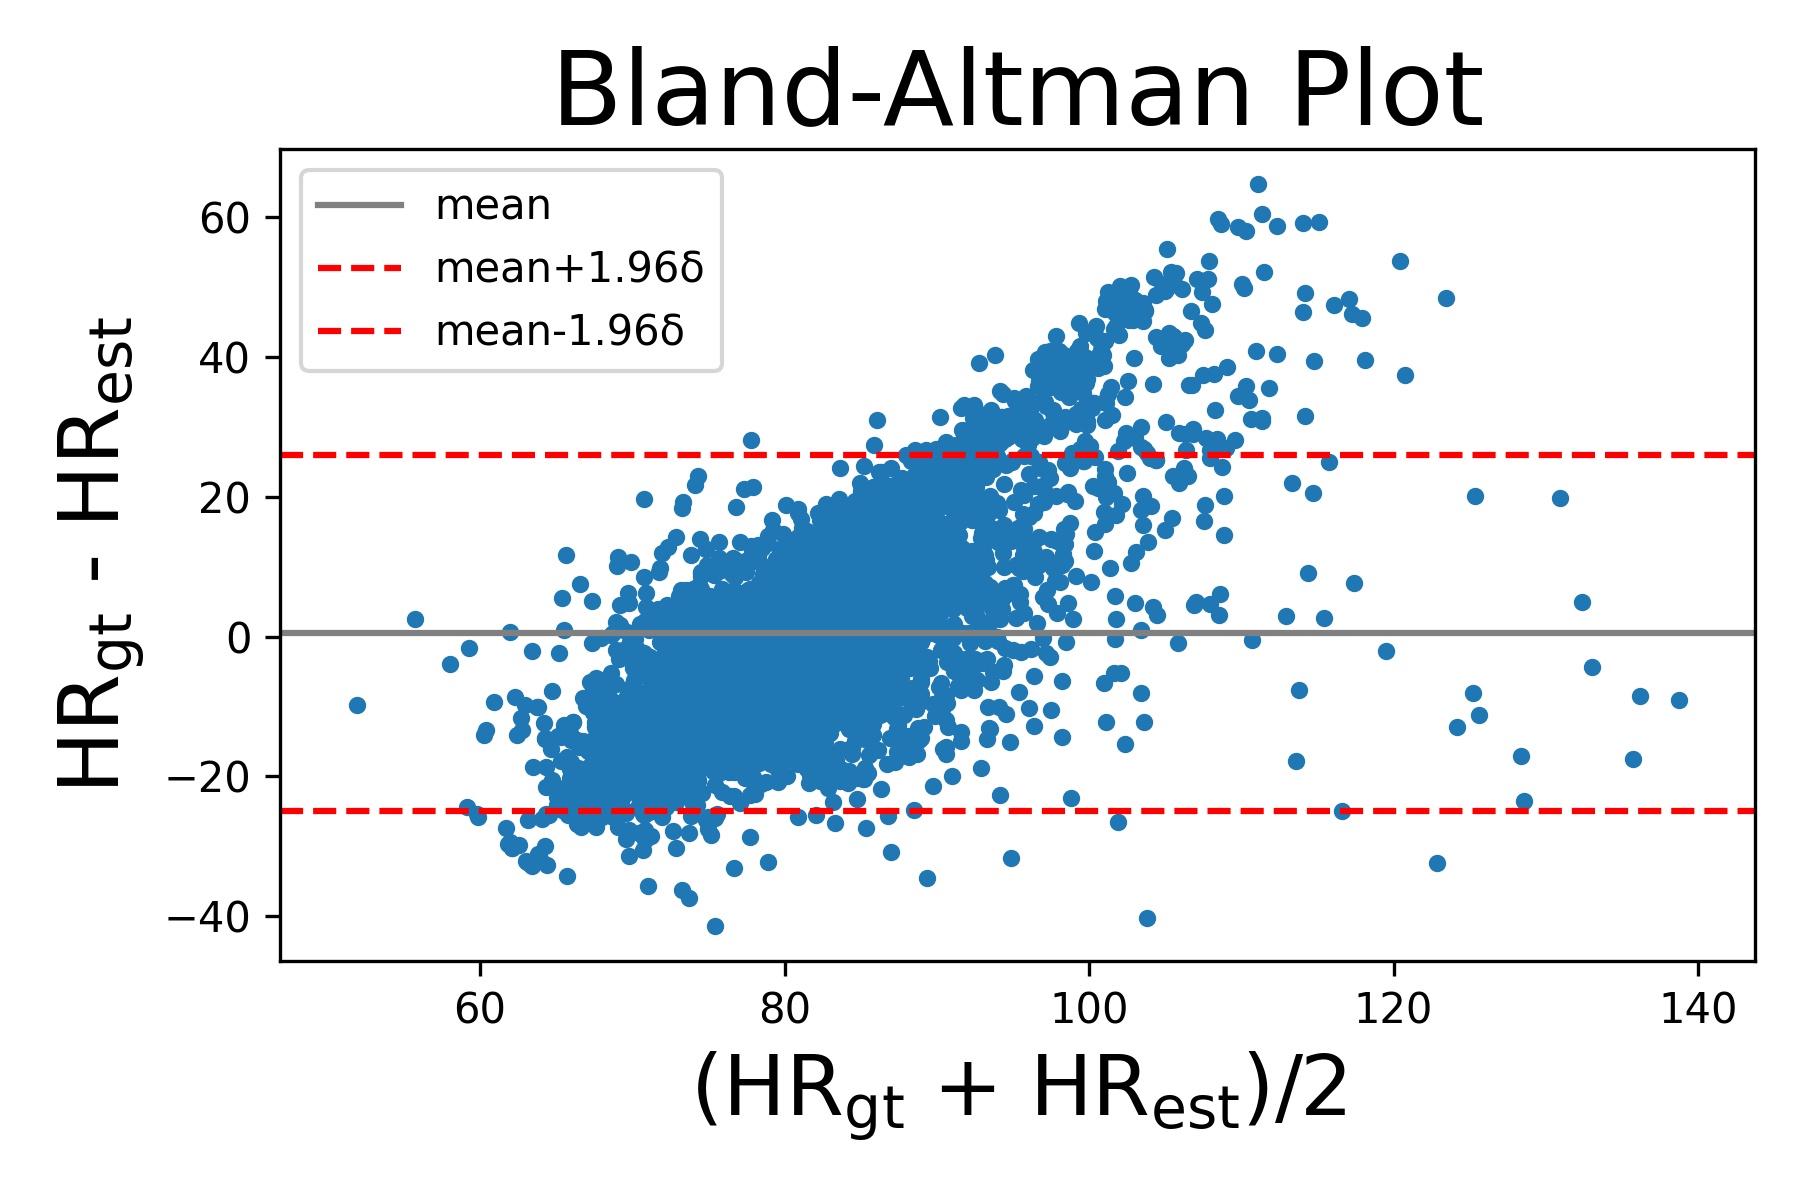 Bland-Altman Plot
mean
mean+1.96δ
mean-1.96δ
60
40
20
0
−20
−40
HRgt - HRest
60 80 100 120 140
(HRgt + HRest)/2